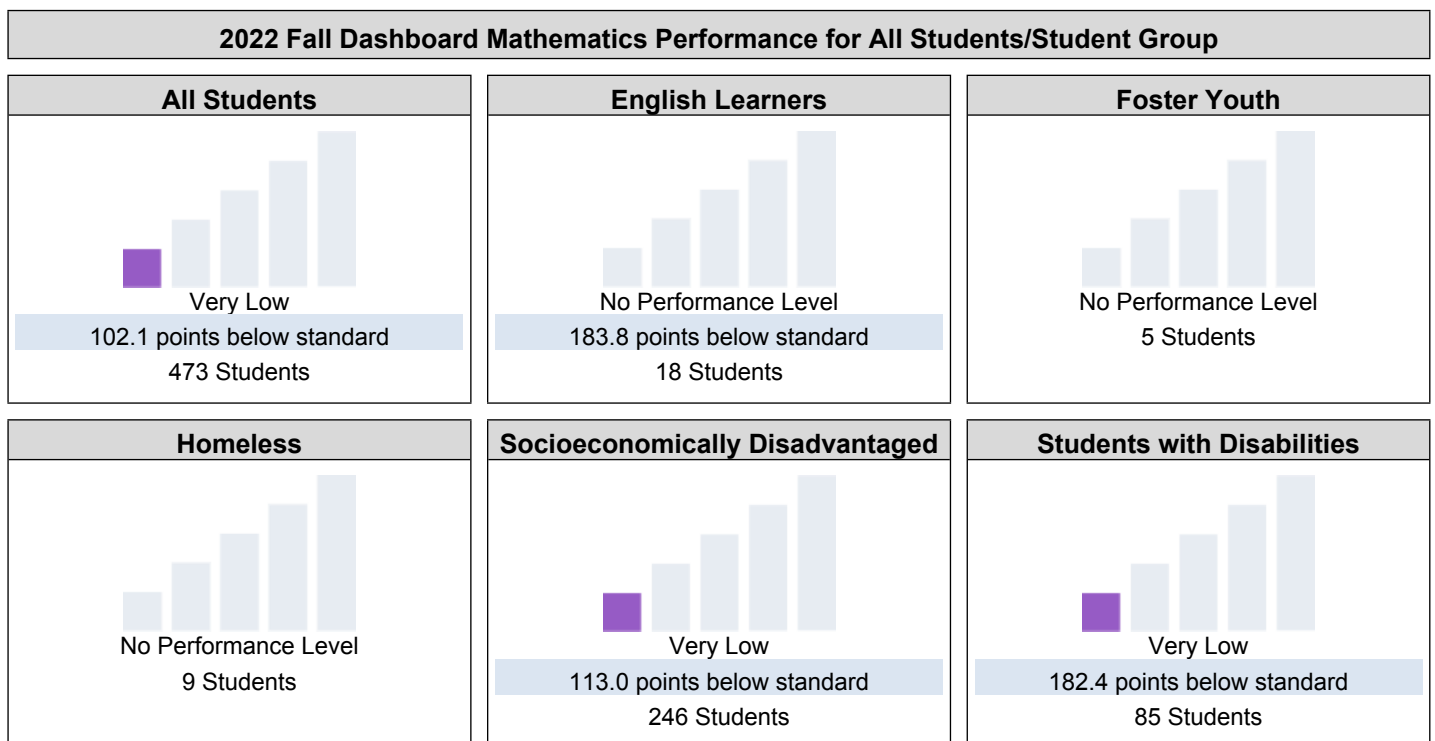 2022 Fall Dashboard Mathematics Performance for All Students/Student Group
All Students
Very Low
102.1 points below standard
473 Students
English Learners
No Performance Level
183.8 points below standard
18 Students
Foster Youth
No Performance Level
5 Students
Homeless
No Performance Level
9 Students
Socioeconomically Disadvantaged
Very Low
113.0 points below standard
246 Students
Students with Disabilities
Very Low
182.4 points below standard
85 Students